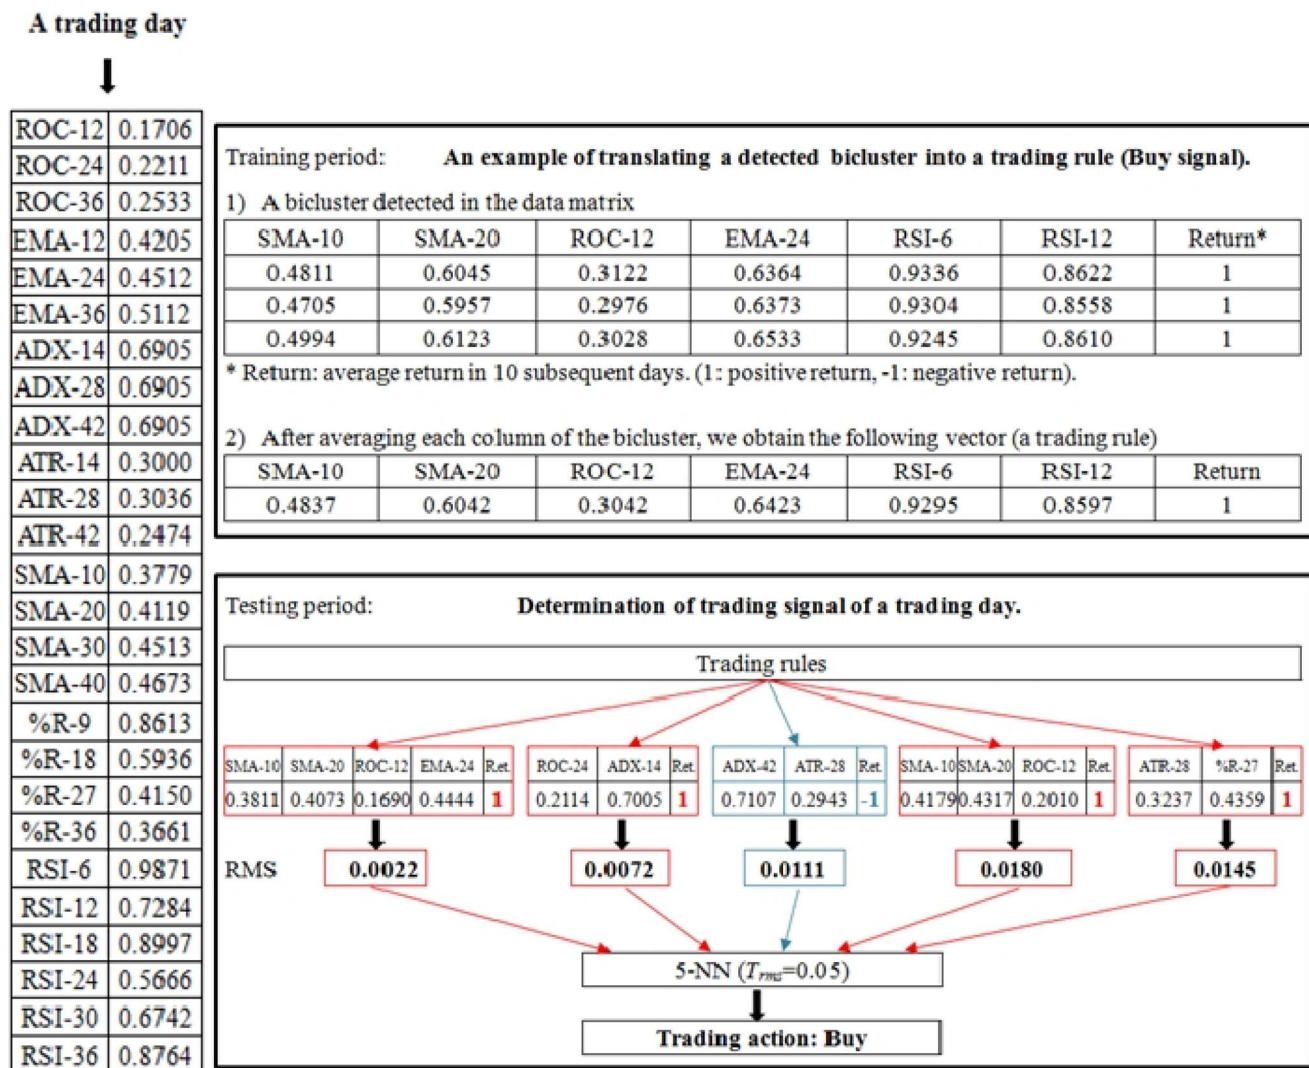 A trading day
ROC-12 0.1706
ROC-24 0.2211
ROC-36 0.2533
EMA-12 0.4205
EMA-24 0.4512
EMA-36 0.5112
ADX-14 0.6905
ADX-28 0.6905
ADX-42 0.6905
ATR-14 0.3000
ATR-28 0.3036
ATR-42 0.2474
SMA-10 0.3779
SMA-20 0.4119
SMA-30 0.4513
SMA-40 0.4673
%R-9 0.8613
%R-18 0.5936
%R-27 0.4150
%R-36 0.3661
RSI-6 0.9871
RSI-12 0.7284
RSI-18 0.8997
RSI-24 0.5666
RSI-30 0.6742
RSI-36 0.8764
Training period: An example of translating a detected bicluster into a trading rule (Buy signal).
1) A bicluster detected in the data matrix
SMA-10 SMA-20 ROC-12 EMA-24 RSI-6 RSI-12 Return*
0.4811 0.6045 0.3122 0.6364 0.9336 0.8622 1
0.4705 0.5957 0.2976 0.6373 0.9304 0.8558 1
0.4994 0.6123 0.3028 0.6533 0.9245 0.8610 1
* Return: average return in 10 subsequent days. (1: positive return, -1: negative return).
2) After averaging each column of the bicluster, we obtain the following vector (a trading rule)
SMA-10 SMA-20 ROC-12 EMA-24 RSI-6 RSI-12 Return
0.4837 0.6042 0.3042 0.6423 0.9295 0.8597 1
Testing period: Determination of trading signal of a trading day.
Trading rules
SMA-10 SMA-20 ROC-12 EMA-24 Ret. ROC-24 ADX-14 Ret. ADX-42 ATR-28 Ret. SMA-10 SMA-20 ROC-12 Ret. ATR-28 %R-27 Ret.
0.3811 0.4073 0.1690 0.4444 1 0.2114 0.7005 1 0.7107 0.2943 -1 0.4179 0.4317 0.2010 1 0.3237 0.4359 1
RMS 0.0022 0.0072 0.0111 0.0180 0.0145
5-NN (Trms=0.05)
Trading action: Buy